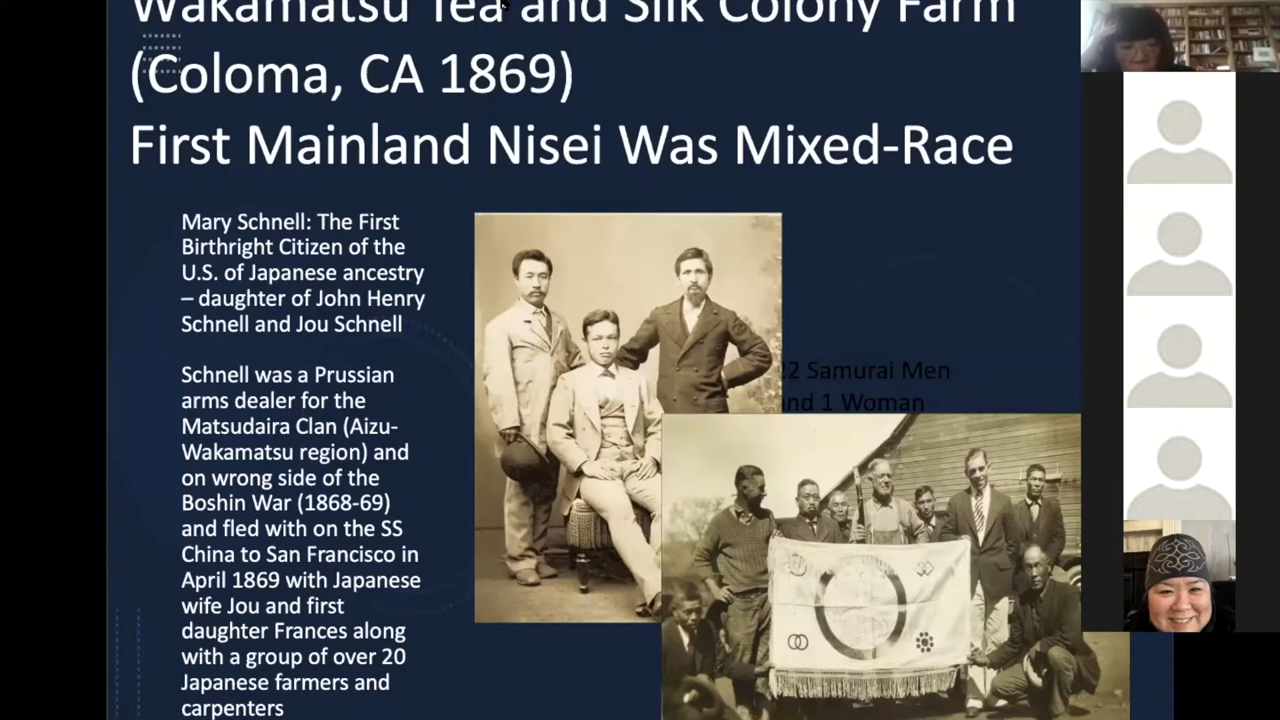 Wakamatsu Tea and Silk Colony Farm
(Coloma, CA 1869)
First Mainland Nisei Was Mixed-Race
Mary Schnell: The First
Birthright Citizen of the
U.S. of Japanese ancestry
– daughter of John Henry
Schnell and Jou Schnell
Schnell was a Prussian
arms dealer for the
Matsudaira Clan (Aizu-
Wakamatsu region) and
on wrong side of the
Boshin War (1868-69)
and fled with on the SS
China to San Francisco in
April 1869 with Japanese
wife Jou and first
daughter Frances along
with a group of over 20
Japanese farmers and
carpenters
22 Samurai Men
and 1 Woman